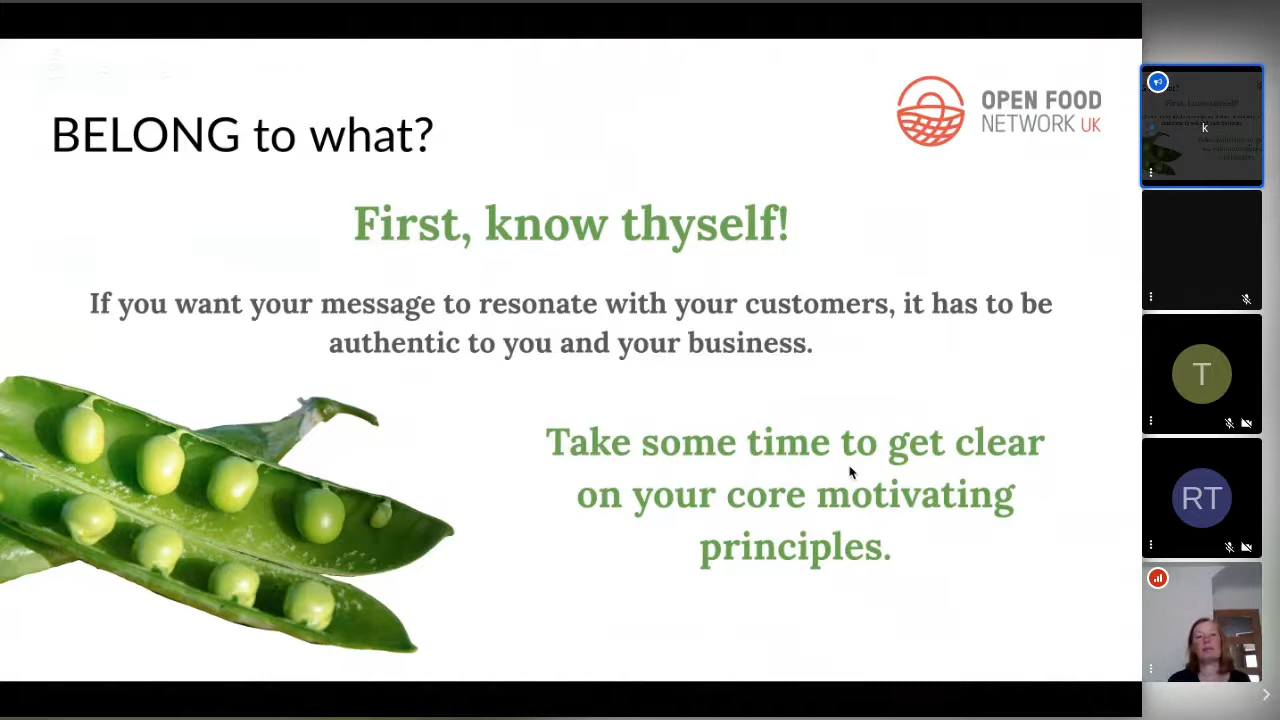 BELONG to what?
OPEN FOOD
NETWORK UK
First, know thyself!
If you want your message to resonate with your customers, it has to be
authentic to you and your business.
Take some time to get clear
on your core motivating
principles.
k
T
RT